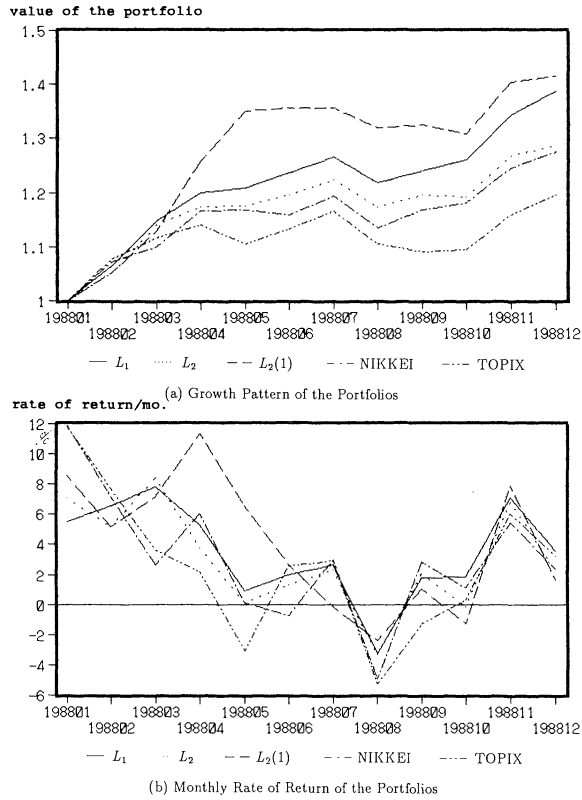 value of the portfolio
1.5
1.4
1.3
1.2
1.1
1
198801 198803 198805 198807 198809 198811
198802 198804 198806 198808 198810 198812
L₁ L₂ L₂(1) NIKKEI TOPIX
(a) Growth Pattern of the Portfolios
rate of return/mo.
12
%
10
8
6
4
2
0
-2
-4
-6
198801 198803 198805 198807 198809 198811
198802 198804 198806 198808 198810 198812
L₁ L₂ L₂(1) NIKKEI TOPIX
(b) Monthly Rate of Return of the Portfolios